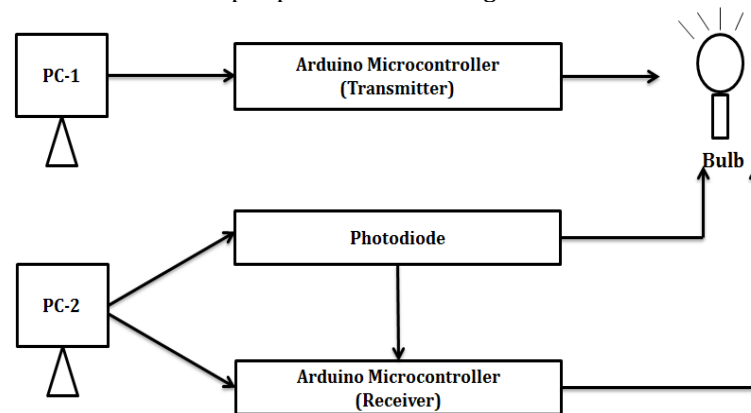 PC-1
Arduino Microcontroller
(Transmitter)
Bulb
Photodiode
PC-2
Arduino Microcontroller
(Receiver)